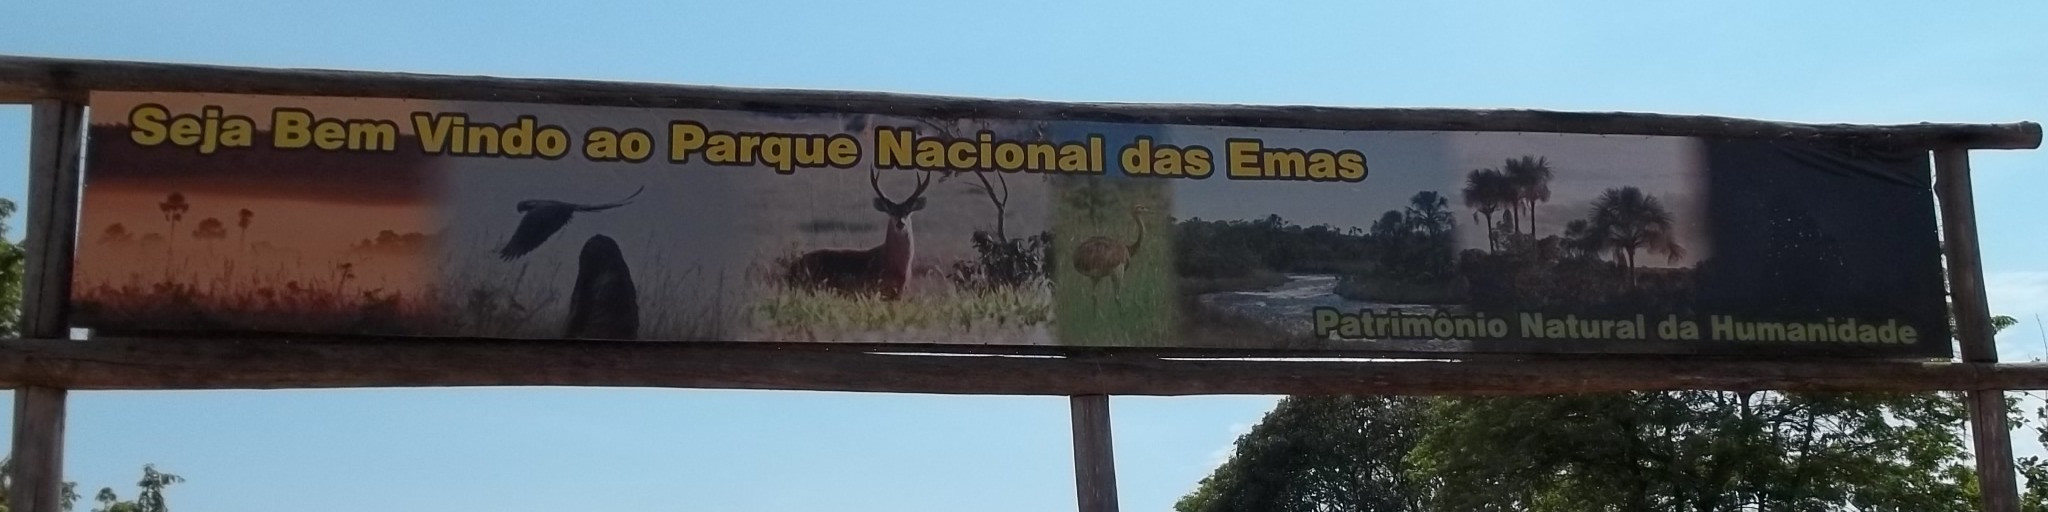 Seja Bem Vindo ao Parque Nacional das Emas
Patrimônio Natural da Humanidade